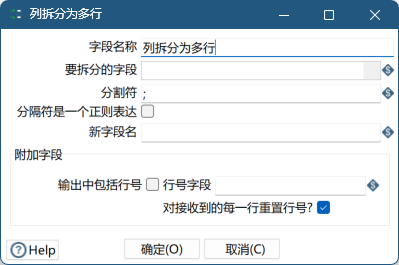 列拆分为多行
字段名称 列拆分为多行
要拆分的字段
分割符 ;
分隔符是一个正则表达
新字段名
附加字段
输出中包括行号 行号字段
对接收到的每一行重置行号?
Help 确定(O) 取消(C)